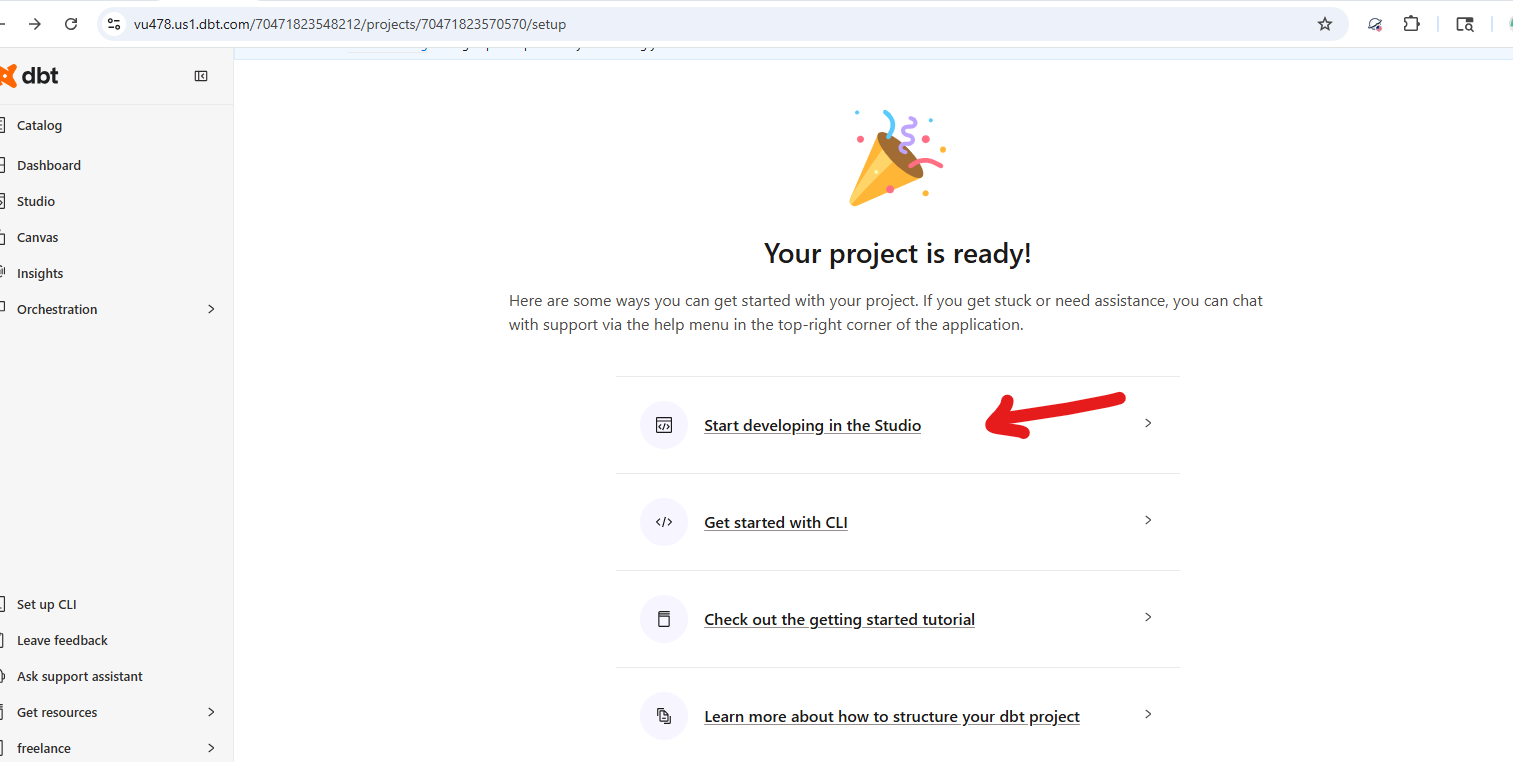 vu478.us1.dbt.com/70471823548212/projects/70471823570570/setup
dbt
Catalog
Dashboard
Studio
Canvas
Insights
Orchestration
Set up CLI
Leave feedback
Ask support assistant
Get resources
freelance
Your project is ready!
Here are some ways you can get started with your project. If you get stuck or need assistance, you can chat
with support via the help menu in the top-right corner of the application.
Start developing in the Studio
Get started with CLI
Check out the getting started tutorial
Learn more about how to structure your dbt project